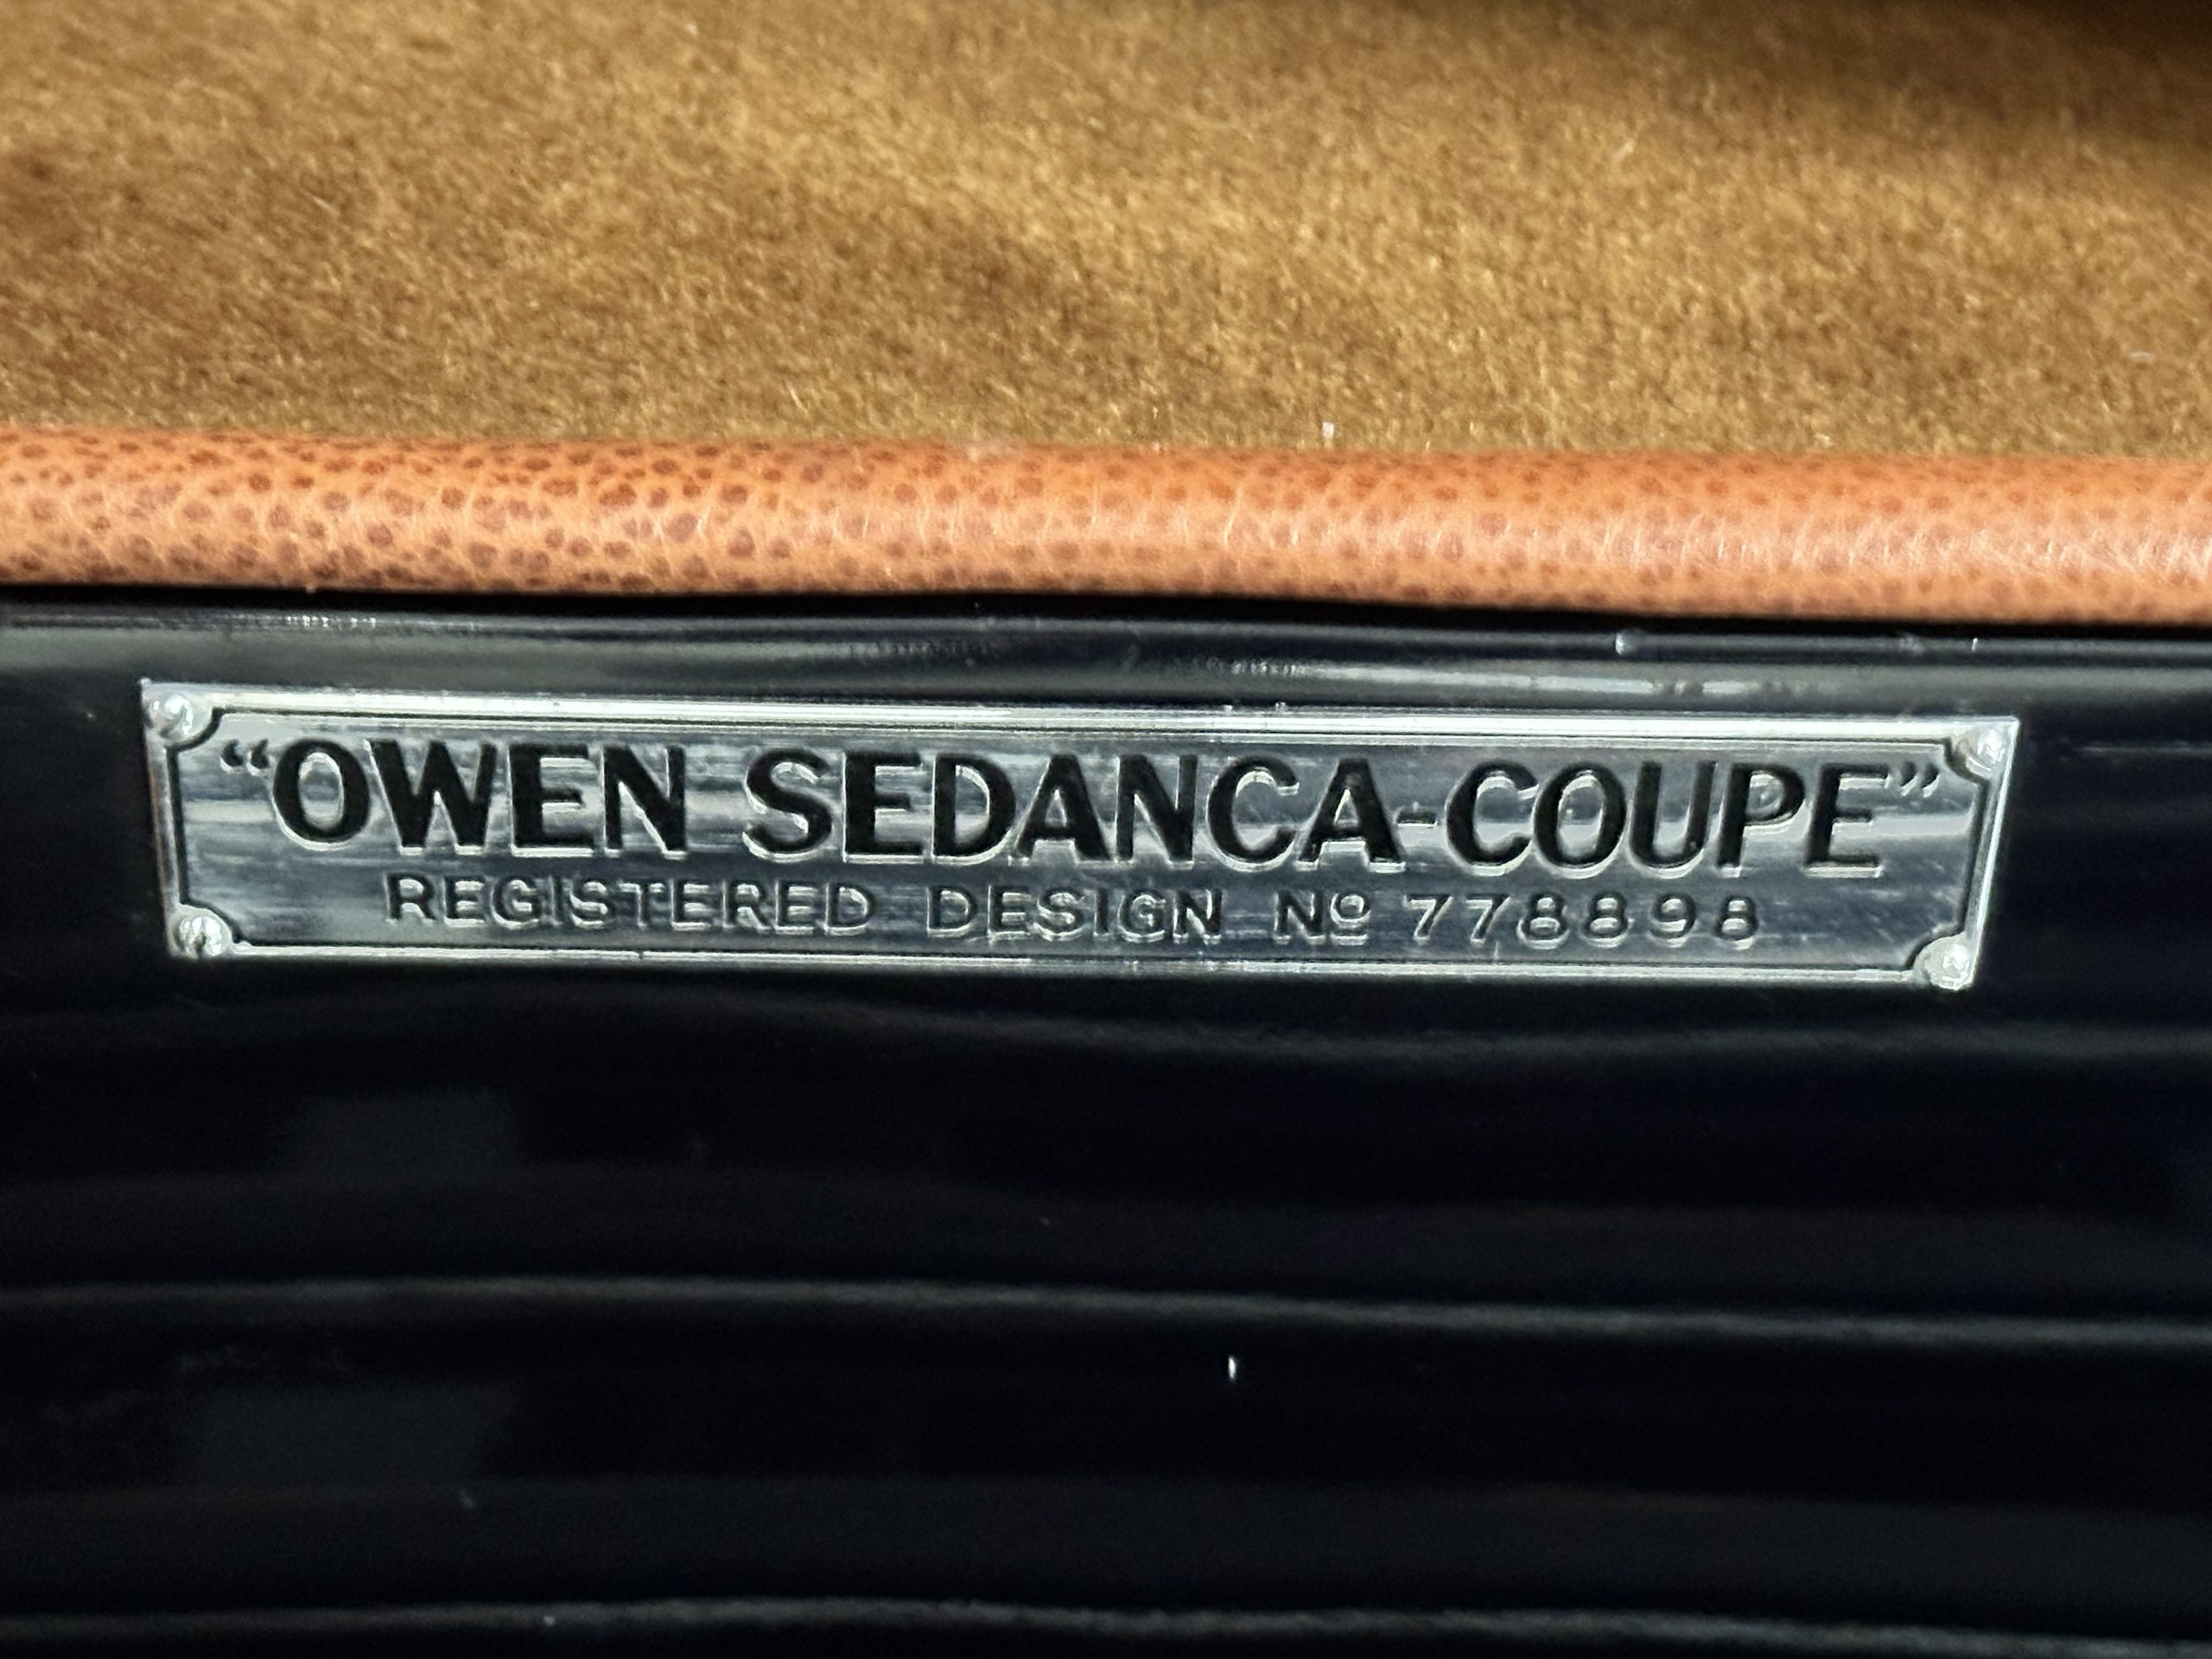 “OWEN SEDANCA-COUPE”
REGISTERED DESIGN Nº 778898